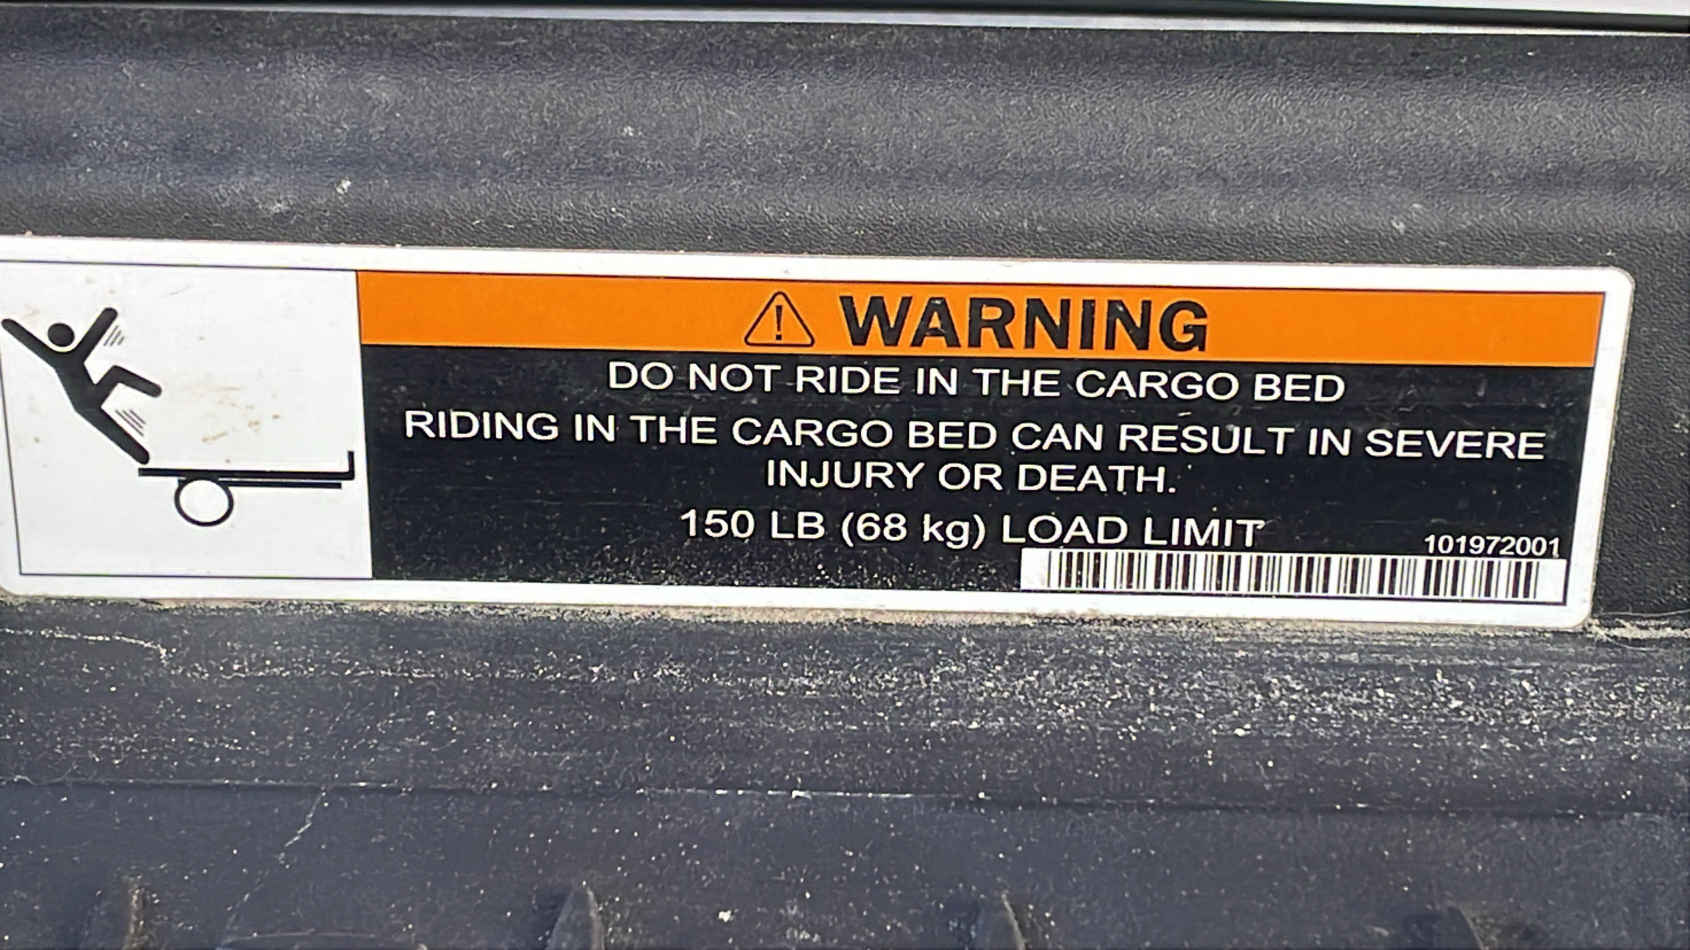 WARNING
DO NOT RIDE IN THE CARGO BED
RIDING IN THE CARGO BED CAN RESULT IN SEVERE
INJURY OR DEATH.
150 LB (68 kg) LOAD LIMIT
101972001